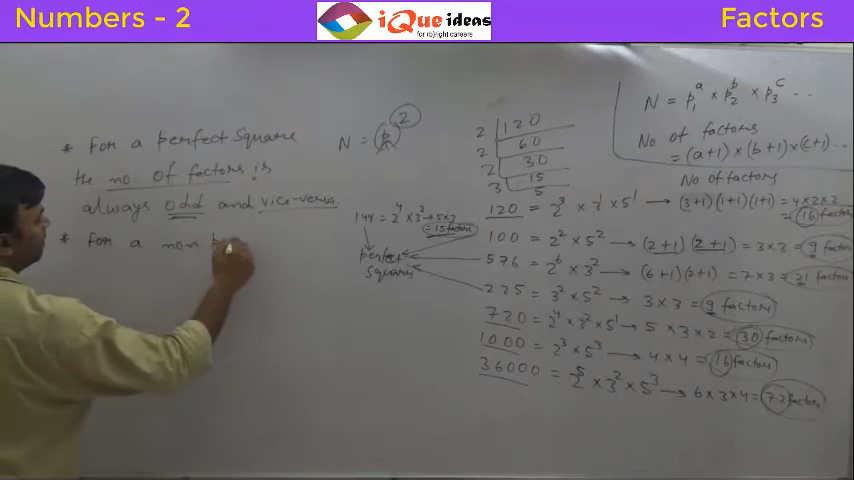 Numbers - 2
iQue ideas
for (b)right careers
Factors
* For a perfect Square
the no. of factors is
always odd and vice-versa
* For a non
N = (p)²
144 = 2⁴ × 3² → 5×3
= 15 factors
perfect
square
2 | 120
2 | 60
2 | 30
3 | 15
5
N = p₁ᵃ × p₂ᵇ × p₃ᶜ ...
No of factors
= (a+1) × (b+1) × (c+1) ...
No of factors
120 = 2³ × 3¹ × 5¹ → (3+1)(1+1)(1+1) = 4×2×2
= 16 factors
100 = 2² × 5² → (2+1)(2+1) = 3×3 = 9 factors
576 = 2⁶ × 3² → (6+1)(2+1) = 7×3 = 21 factors
225 = 3² × 5² → 3×3 = 9 factors
720 = 2⁴ × 3² × 5¹ → 5 × 3 × 2 = 30 factors
1000 = 2³ × 5³ → 4×4 = 16 factors
36000 = 2⁵ × 3² × 5³ → 6×3×4 = 72 factors